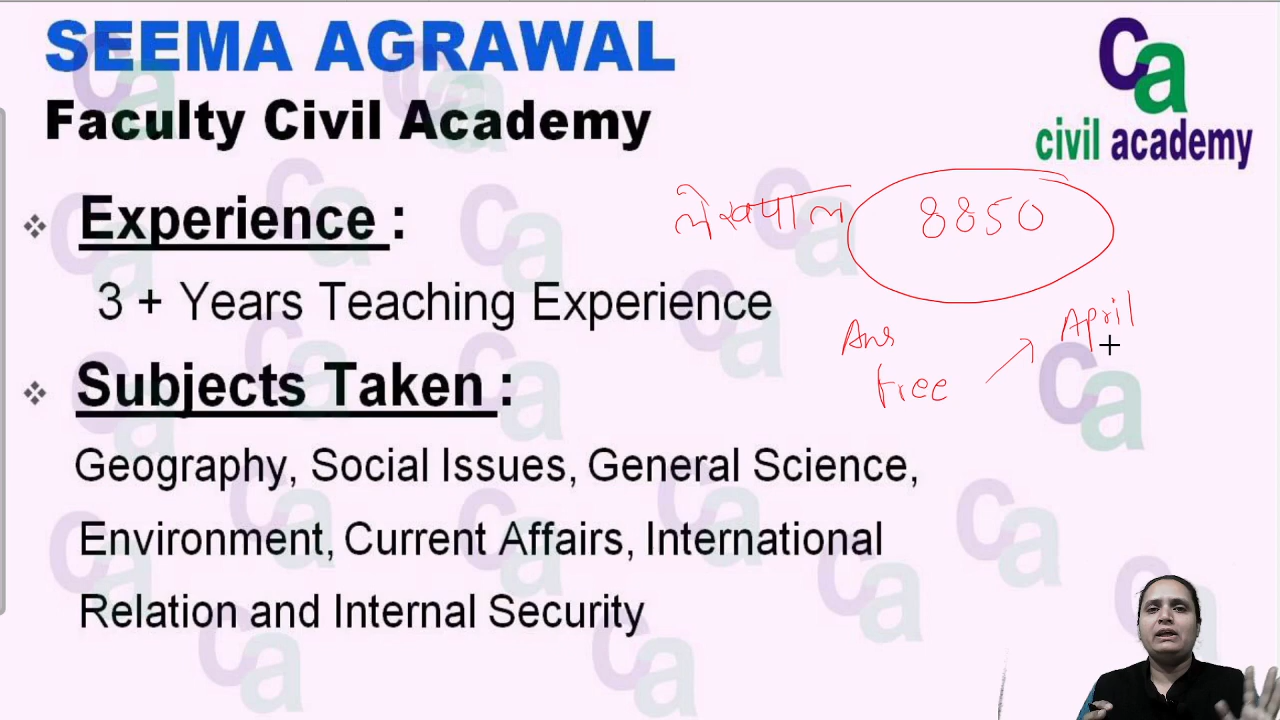 SEEMA AGRAWAL
Faculty Civil Academy
ca
civil academy
❖ Experience :
3 + Years Teaching Experience
लेखपाल 8850
Ans
free → April
❖ Subjects Taken :
Geography, Social Issues, General Science,
Environment, Current Affairs, International
Relation and Internal Security